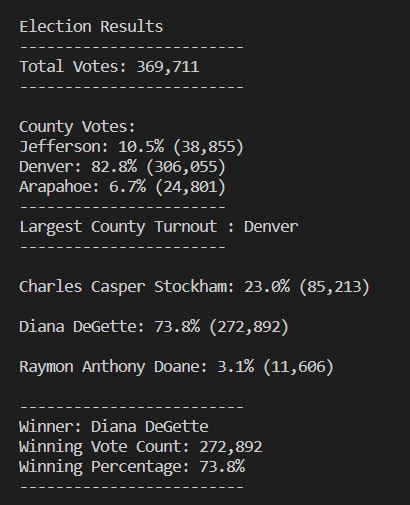 Election Results
-------------------------
Total Votes: 369,711
-------------------------
County Votes:
Jefferson: 10.5% (38,855)
Denver: 82.8% (306,055)
Arapahoe: 6.7% (24,801)
-----------------------
Largest County Turnout : Denver
-----------------------
Charles Casper Stockham: 23.0% (85,213)
Diana DeGette: 73.8% (272,892)
Raymon Anthony Doane: 3.1% (11,606)
-------------------------
Winner: Diana DeGette
Winning Vote Count: 272,892
Winning Percentage: 73.8%
-------------------------